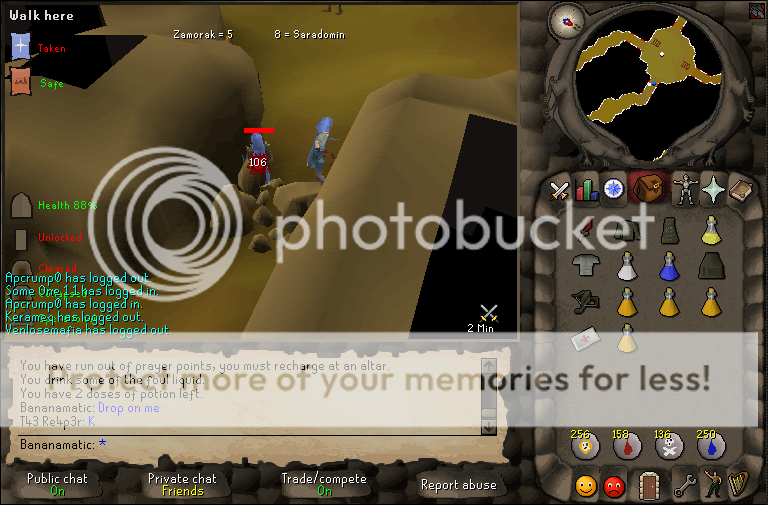 Walk here
Zamorak = 5 8 = Saradomin
Taken
Safe
106
Health 88%
Unlocked
Apcrump0 has logged out.
Some One 11 has logged in.
Apcrump0 has logged in.
Kerameq has logged out.
Venlosemafia has logged out
2 Min
photobucket
Protect more of your memories for less!
You have run out of prayer points, you must recharge at an altar.
You drink some of the foul liquid.
You have 2 doses of potion left.
Bananamatic: Drop on me
Re4p3r: K
Bananamatic: *
256 158 136 250
Public chat
On
Private chat
Friends
Trade/compete
On
Report abuse